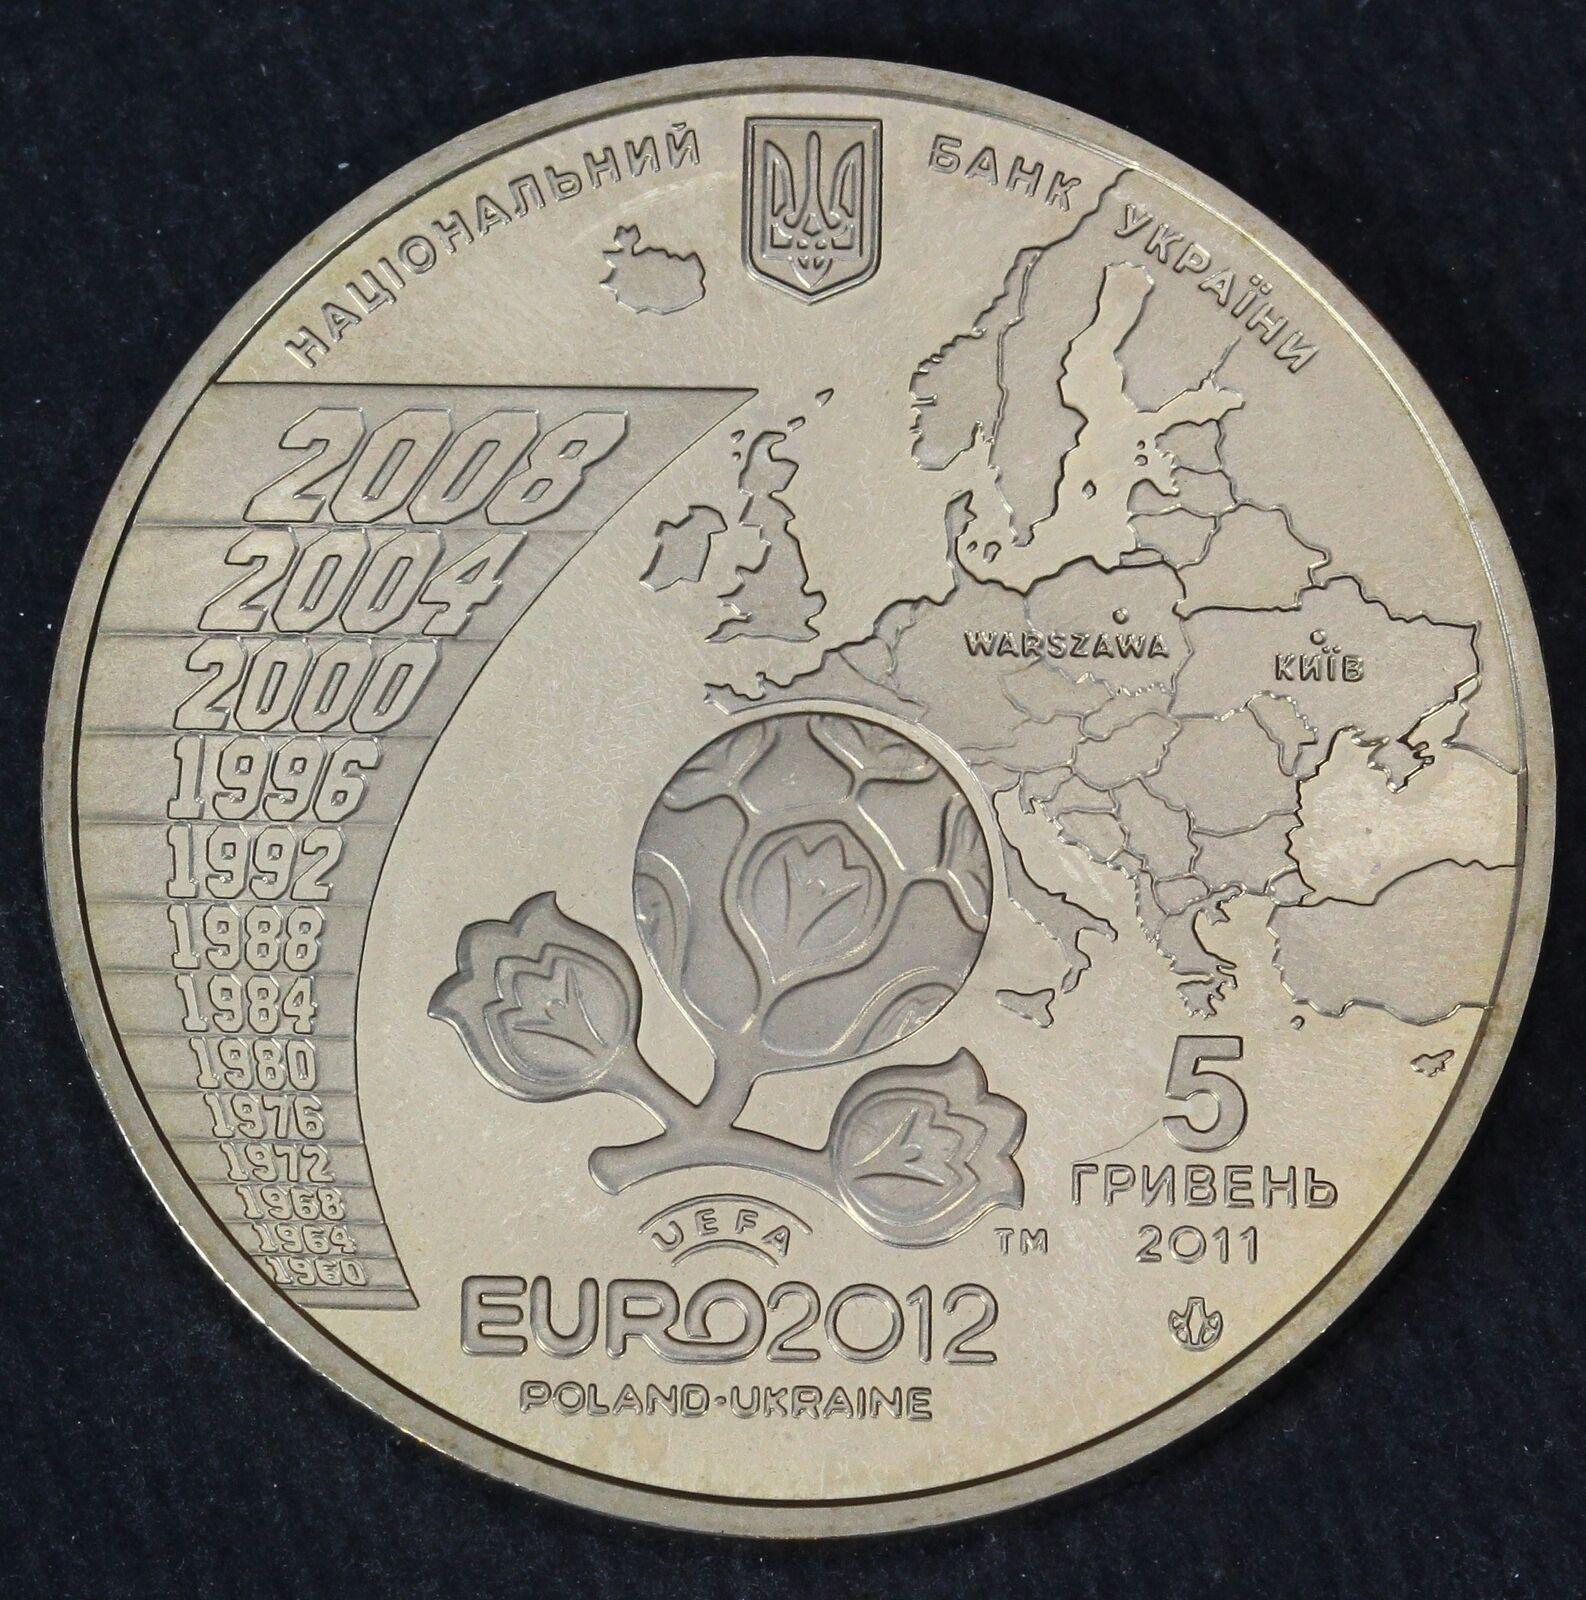 НАЦІОНАЛЬНИЙ БАНК УКРАЇНИ
2008
2004
2000
1996
1992
1988
1984
1980
1976
1972
1968
1964
1960
WARSZAWA
КИЇВ
5
ГРИВЕНЬ
2011
UEFA
TM
EURO2012
POLAND·UKRAINE